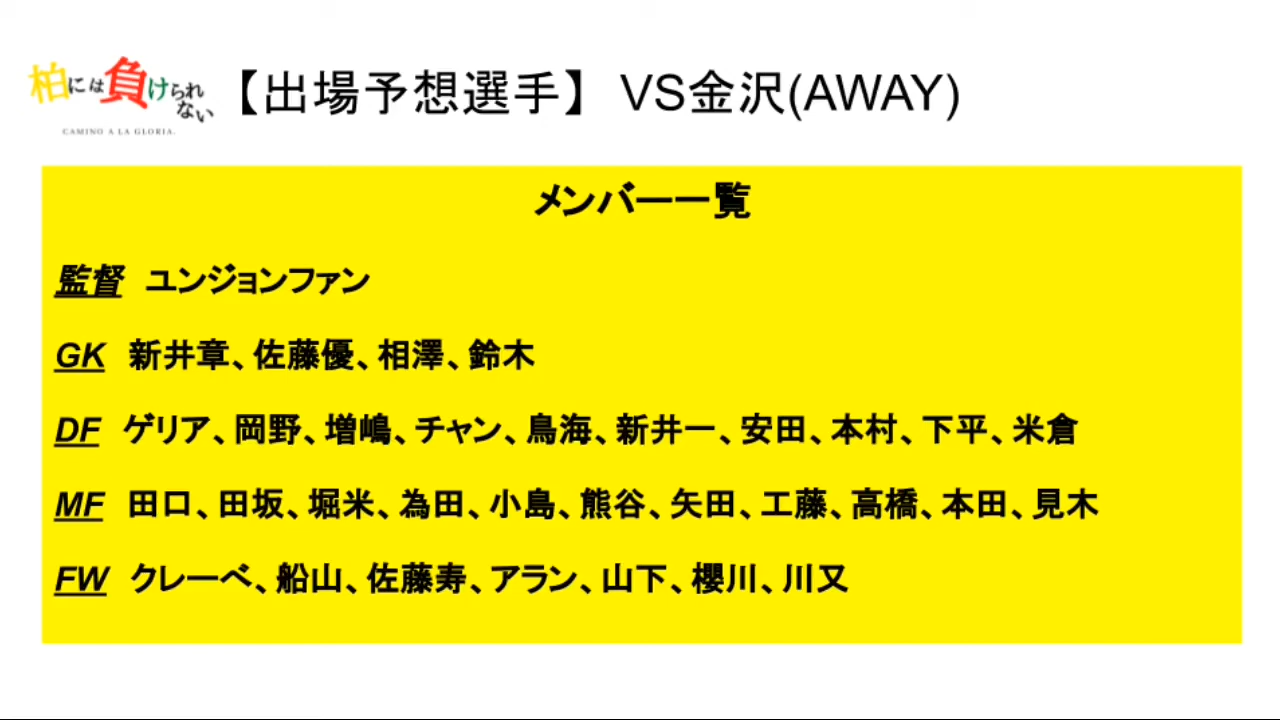 柏には負けられない
CAMINO A LA GLORIA.
【出場予想選手】 VS金沢(AWAY)
メンバー一覧
監督 ユンジョンファン
GK 新井章、佐藤優、相澤、鈴木
DF ゲリア、岡野、増嶋、チャン、鳥海、新井一、安田、本村、下平、米倉
MF 田口、田坂、堀米、為田、小島、熊谷、矢田、工藤、高橋、本田、見木
FW クレーベ、船山、佐藤寿、アラン、山下、櫻川、川又